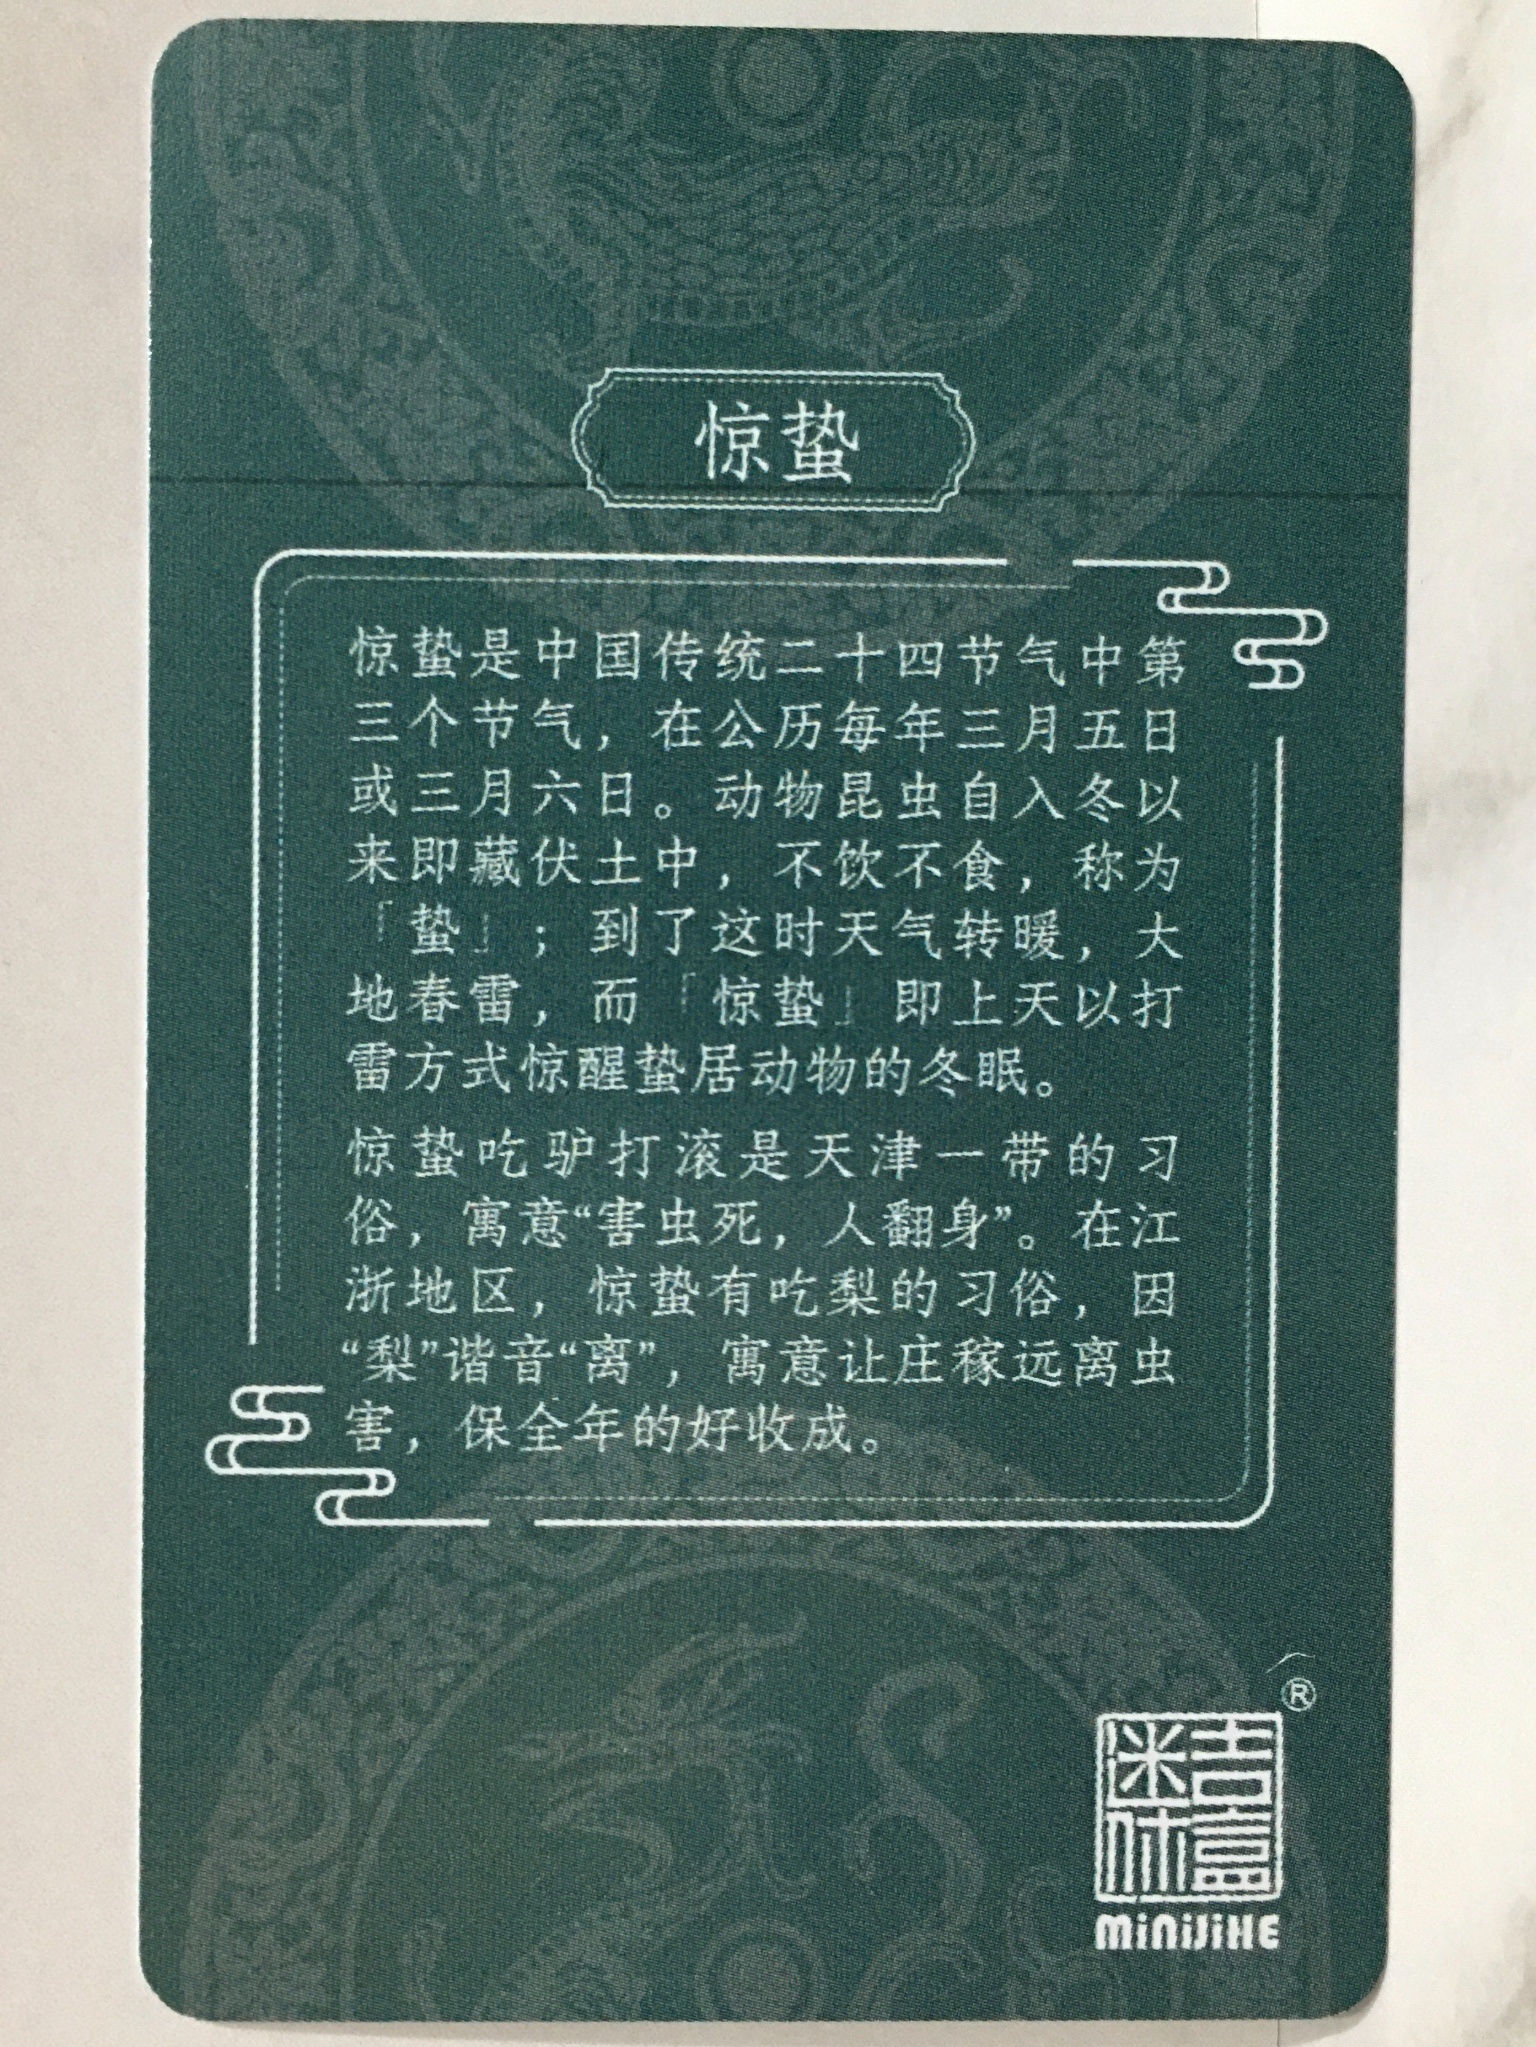 惊蛰
惊蛰是中国传统二十四节气中第
三个节气，在公历每年三月五日
或三月六日。动物昆虫自入冬以
来即藏伏土中，不饮不食，称为
「蛰」；到了这时天气转暖，大
地春雷，而「惊蛰」即上天以打
雷方式惊醒蛰居动物的冬眠。
惊蛰吃驴打滚是天津一带的习
俗，寓意“害虫死，人翻身”。在江
浙地区，惊蛰有吃梨的习俗，因
“梨”谐音“离”，寓意让庄稼远离虫
害，保全年的好收成。
®
迷吉
你盒
MiNiJiHE